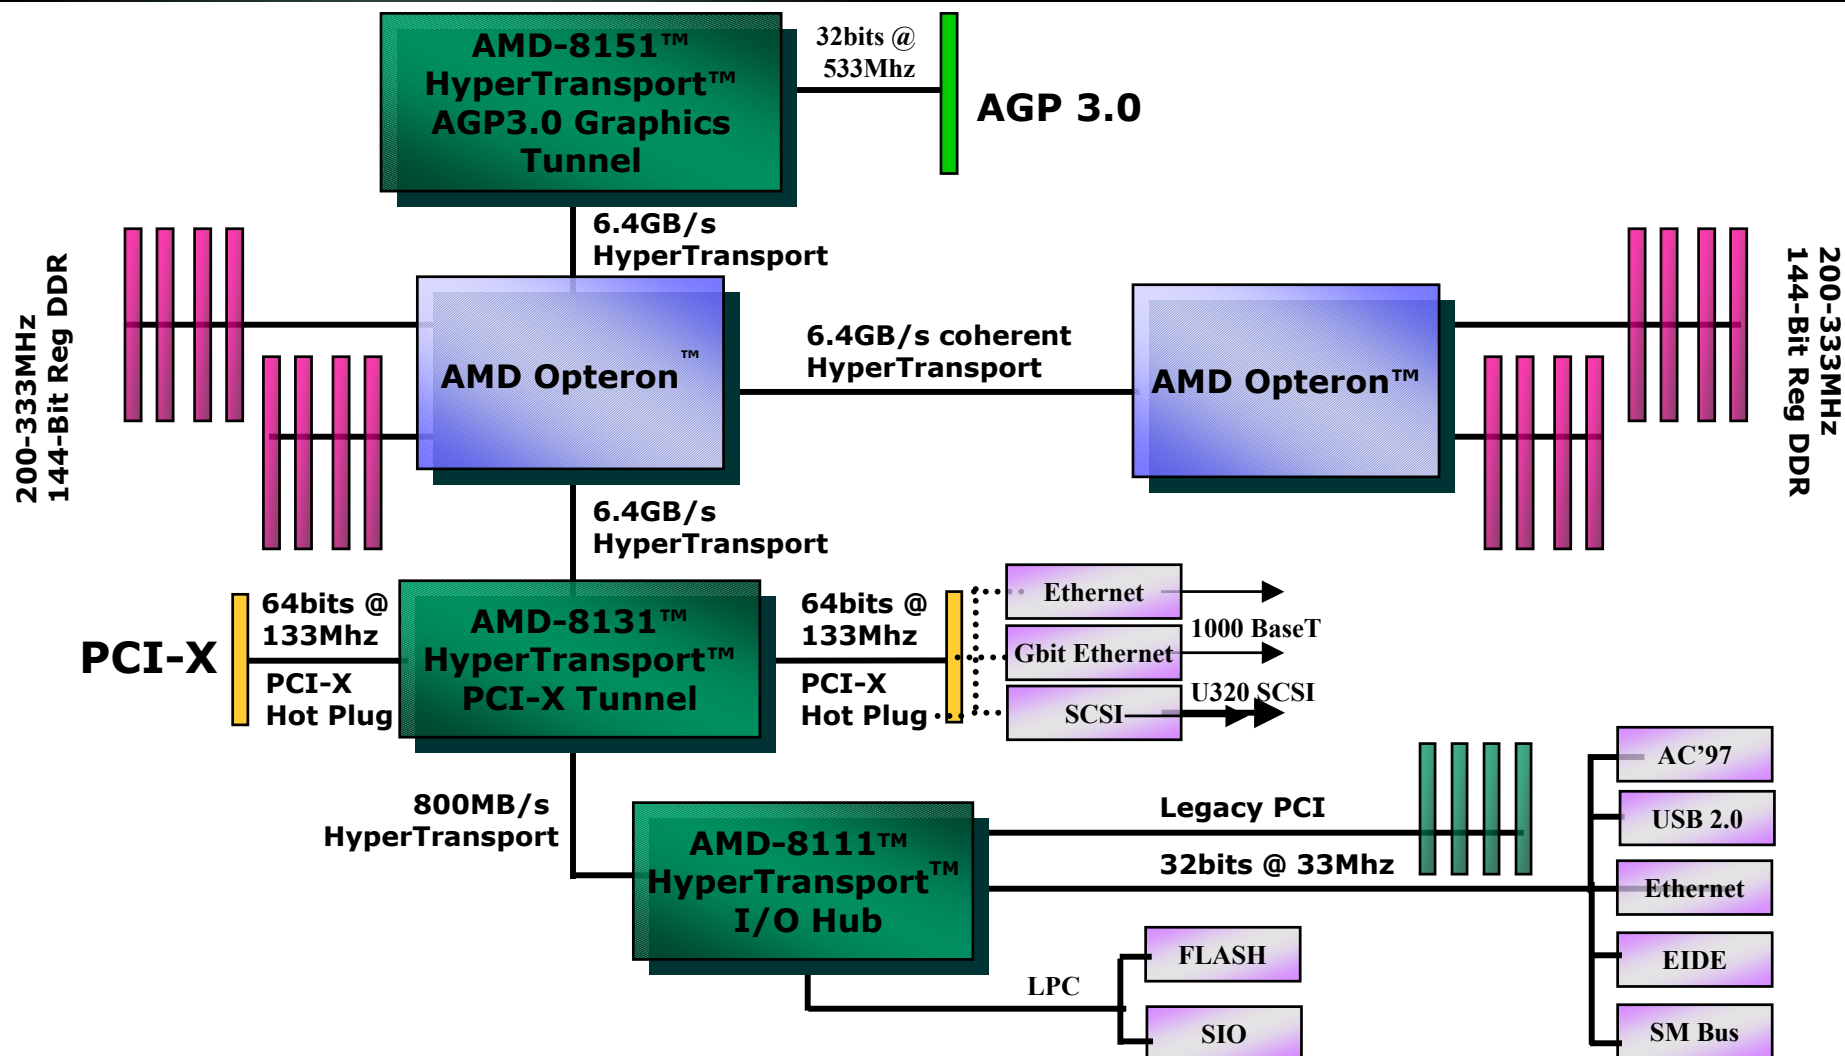 AMD-8151™
HyperTransport™
AGP3.0 Graphics
Tunnel
32bits @
533Mhz
AGP 3.0
6.4GB/s
HyperTransport
200-333MHz
144-Bit Reg DDR
AMD Opteron™
6.4GB/s coherent
HyperTransport
AMD Opteron™
200-333MHz
144-Bit Reg DDR
6.4GB/s
HyperTransport
PCI-X
64bits @
133Mhz
PCI-X
Hot Plug
AMD-8131™
HyperTransport™
PCI-X Tunnel
64bits @
133Mhz
PCI-X
Hot Plug
Ethernet
1000 BaseT
Gbit Ethernet
U320 SCSI
SCSI
800MB/s
HyperTransport
AMD-8111™
HyperTransport™
I/O Hub
Legacy PCI
32bits @ 33Mhz
AC’97
USB 2.0
Ethernet
EIDE
SM Bus
LPC
FLASH
SIO